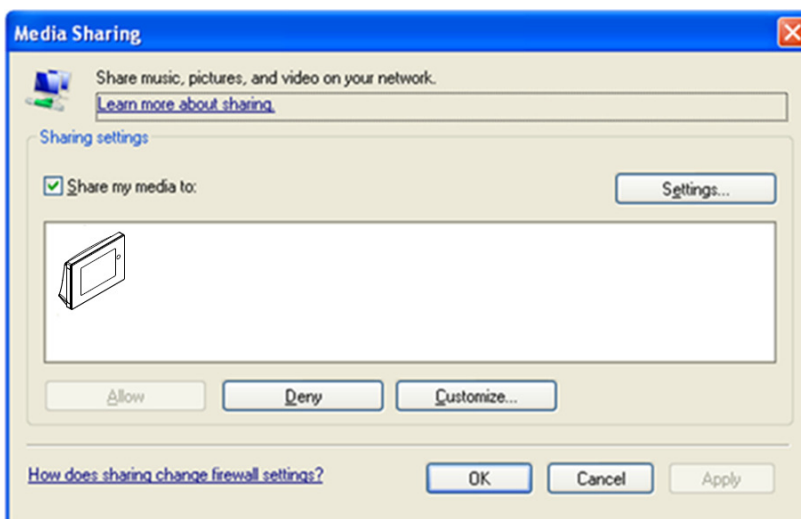 Media Sharing
Share music, pictures, and video on your network.
Learn more about sharing.
Sharing settings
Share my media to:
Settings...
Allow
Deny
Customize...
How does sharing change firewall settings?
OK
Cancel
Apply